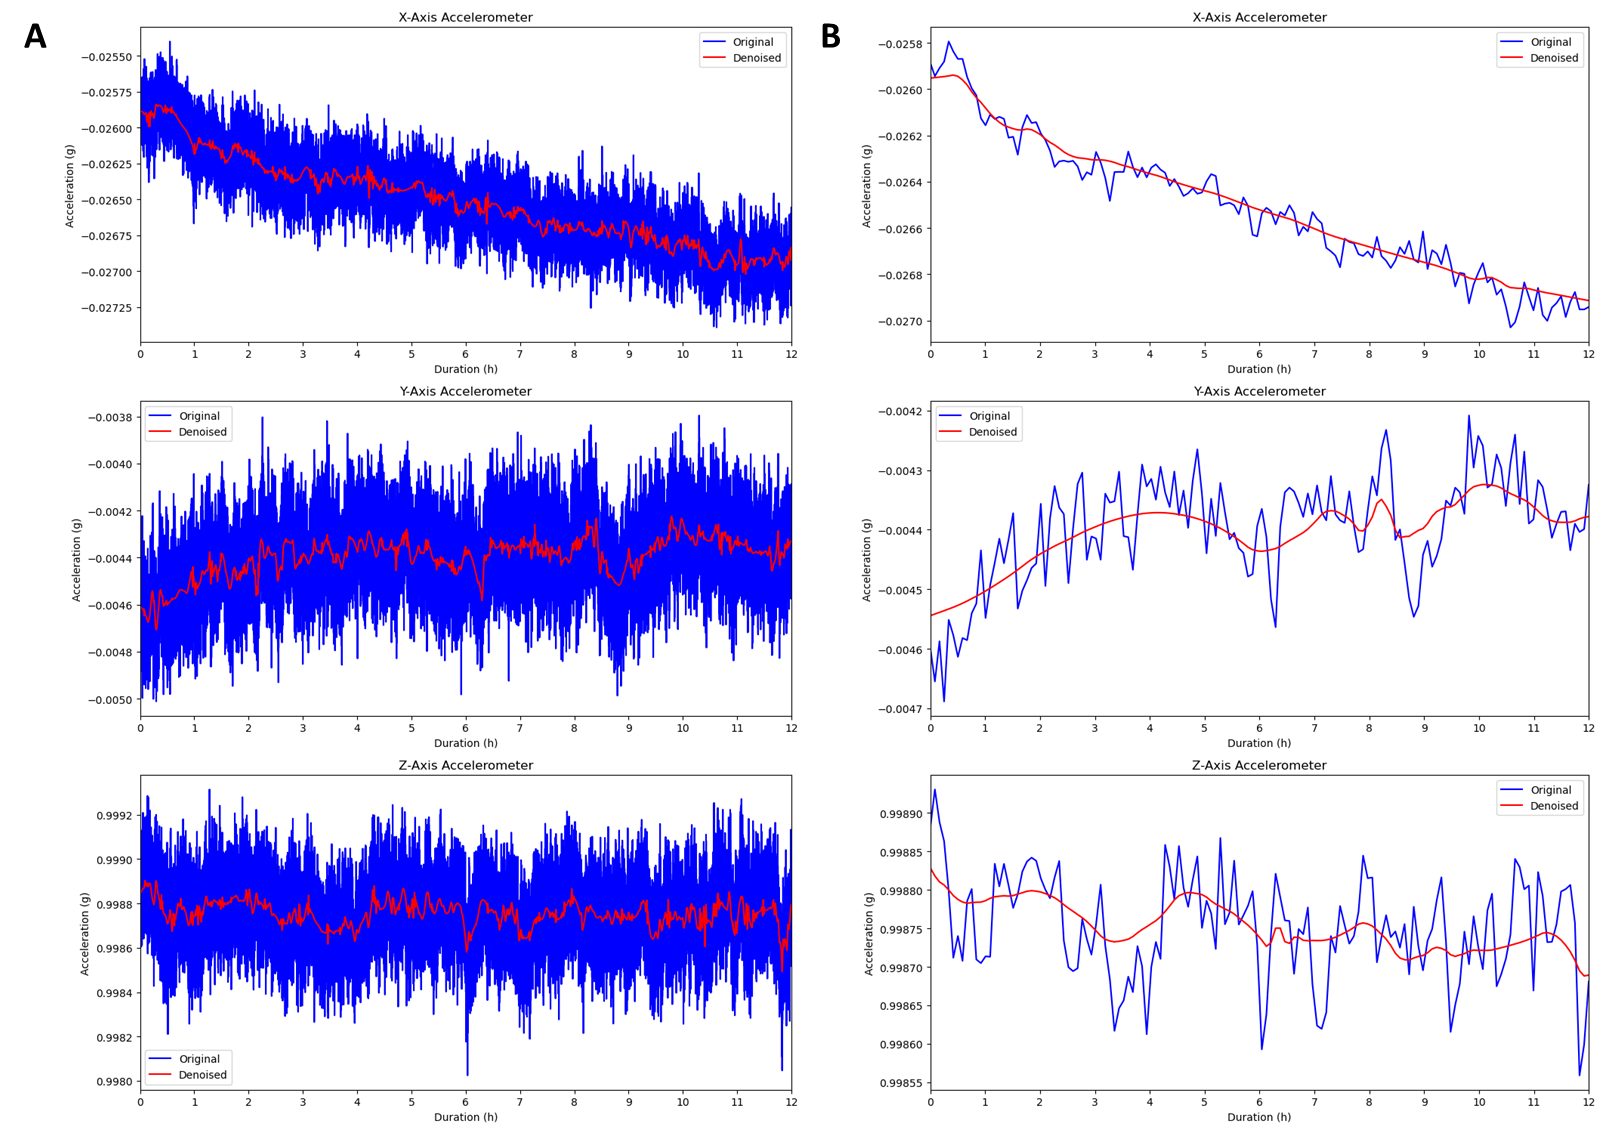 A
X-Axis Accelerometer
Original
Denoised
Acceleration (g)
−0.02550
−0.02575
−0.02600
−0.02625
−0.02650
−0.02675
−0.02700
−0.02725
0 1 2 3 4 5 6 7 8 9 10 11 12
Duration (h)
Y-Axis Accelerometer
Original
Denoised
Acceleration (g)
−0.0038
−0.0040
−0.0042
−0.0044
−0.0046
−0.0048
−0.0050
0 1 2 3 4 5 6 7 8 9 10 11 12
Duration (h)
Z-Axis Accelerometer
Acceleration (g)
0.9992
0.9990
0.9988
0.9986
0.9984
0.9982
0.9980
Original
Denoised
0 1 2 3 4 5 6 7 8 9 10 11 12
Duration (h)
B
X-Axis Accelerometer
Original
Denoised
Acceleration (g)
−0.0258
−0.0260
−0.0262
−0.0264
−0.0266
−0.0268
−0.0270
0 1 2 3 4 5 6 7 8 9 10 11 12
Duration (h)
Y-Axis Accelerometer
Original
Denoised
Acceleration (g)
−0.0042
−0.0043
−0.0044
−0.0045
−0.0046
−0.0047
0 1 2 3 4 5 6 7 8 9 10 11 12
Duration (h)
Z-Axis Accelerometer
Original
Denoised
Acceleration (g)
0.99890
0.99885
0.99880
0.99875
0.99870
0.99865
0.99860
0.99855
0 1 2 3 4 5 6 7 8 9 10 11 12
Duration (h)